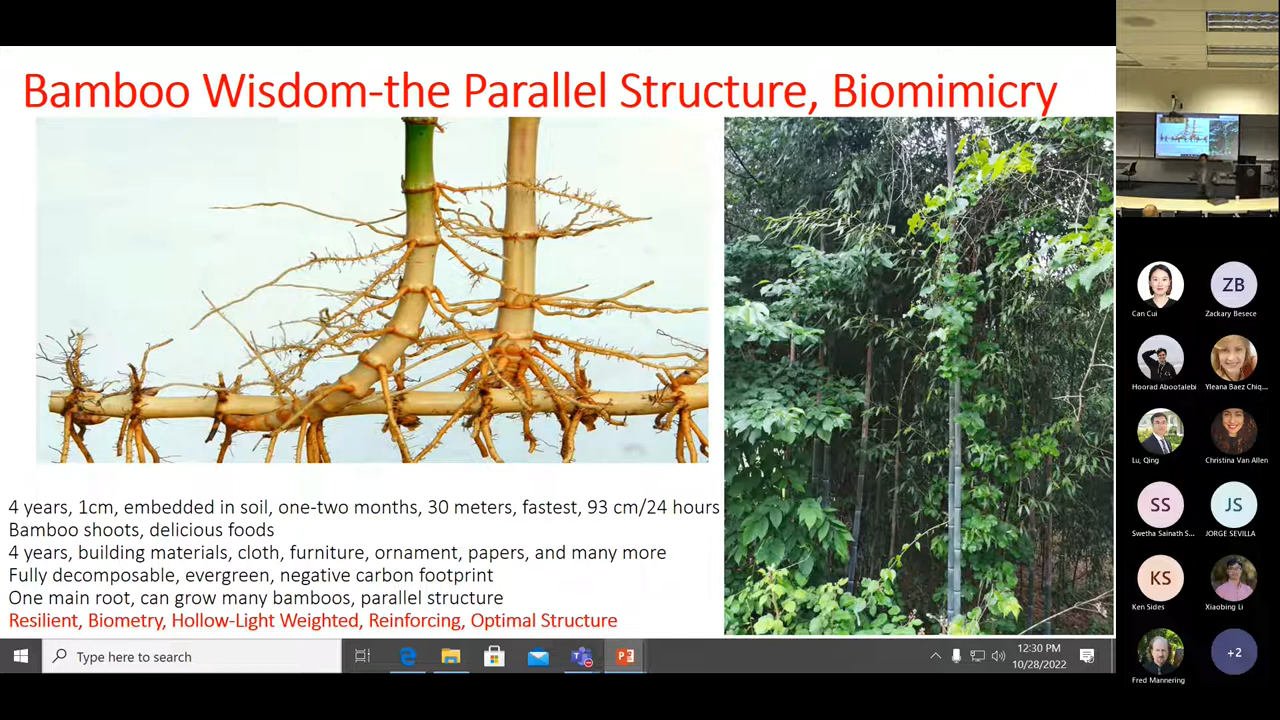 Bamboo Wisdom-the Parallel Structure, Biomimicry
4 years, 1cm, embedded in soil, one-two months, 30 meters, fastest, 93 cm/24 hours
Bamboo shoots, delicious foods
4 years, building materials, cloth, furniture, ornament, papers, and many more
Fully decomposable, evergreen, negative carbon footprint
One main root, can grow many bamboos, parallel structure
Resilient, Biometry, Hollow-Light Weighted, Reinforcing, Optimal Structure
Type here to search
12:30 PM
10/28/2022
Can Cui
ZB
Zackary Besece
Hoorad Abootalebi
Yleana Baez Chiq...
Lu, Qing
Christina Van Allen
SS
Swetha Sainath S...
JS
JORGE SEVILLA
KS
Ken Sides
Xiaobing Li
Fred Mannering
+2